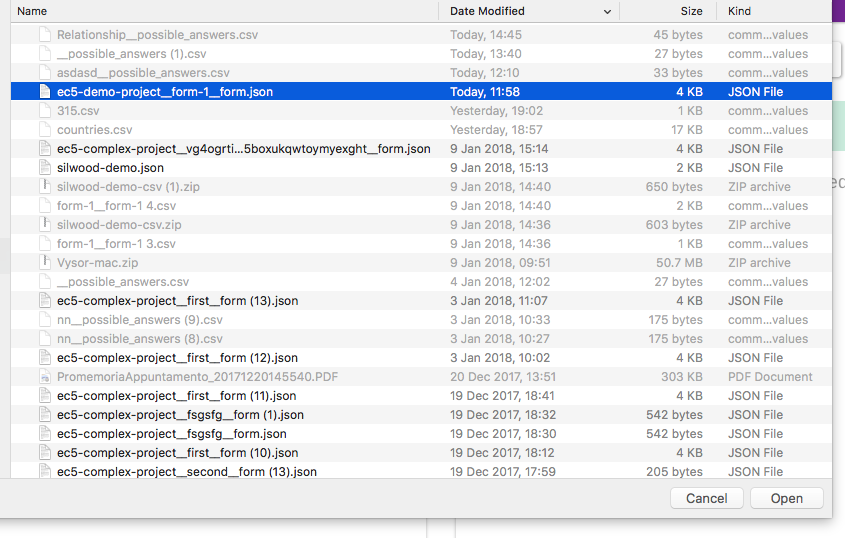 Name Date Modified Size Kind
Relationship__possible_answers.csv Today, 14:45 45 bytes comm...values
__possible_answers (1).csv Today, 13:40 27 bytes comm...values
asdasd__possible_answers.csv Today, 12:10 33 bytes comm...values
ec5-demo-project__form-1__form.json Today, 11:58 4 KB JSON File
315.csv Yesterday, 19:02 1 KB comm...values
countries.csv Yesterday, 18:57 17 KB comm...values
ec5-complex-project__vg4ogrti...5boxukqwtoymyexght__form.json 9 Jan 2018, 15:14 4 KB JSON File
silwood-demo.json 9 Jan 2018, 15:13 2 KB JSON File
silwood-demo-csv (1).zip 9 Jan 2018, 14:40 650 bytes ZIP archive
form-1__form-1 4.csv 9 Jan 2018, 14:40 2 KB comm...values
silwood-demo-csv.zip 9 Jan 2018, 14:36 603 bytes ZIP archive
form-1__form-1 3.csv 9 Jan 2018, 14:36 1 KB comm...values
Vysor-mac.zip 9 Jan 2018, 09:51 50.7 MB ZIP archive
__possible_answers.csv 4 Jan 2018, 12:02 27 bytes comm...values
ec5-complex-project__first__form (13).json 3 Jan 2018, 11:07 4 KB JSON File
nn__possible_answers (9).csv 3 Jan 2018, 10:33 175 bytes comm...values
nn__possible_answers (8).csv 3 Jan 2018, 10:27 175 bytes comm...values
ec5-complex-project__first__form (12).json 3 Jan 2018, 10:02 4 KB JSON File
PromemoriaAppuntamento_20171220145540.PDF 20 Dec 2017, 13:51 303 KB PDF Document
ec5-complex-project__first__form (11).json 19 Dec 2017, 18:41 4 KB JSON File
ec5-complex-project__fsgsfg__form (1).json 19 Dec 2017, 18:32 542 bytes JSON File
ec5-complex-project__fsgsfg__form.json 19 Dec 2017, 18:30 542 bytes JSON File
ec5-complex-project__first__form (10).json 19 Dec 2017, 18:12 4 KB JSON File
ec5-complex-project__second__form (13).json 19 Dec 2017, 17:59 205 bytes JSON File
Cancel Open